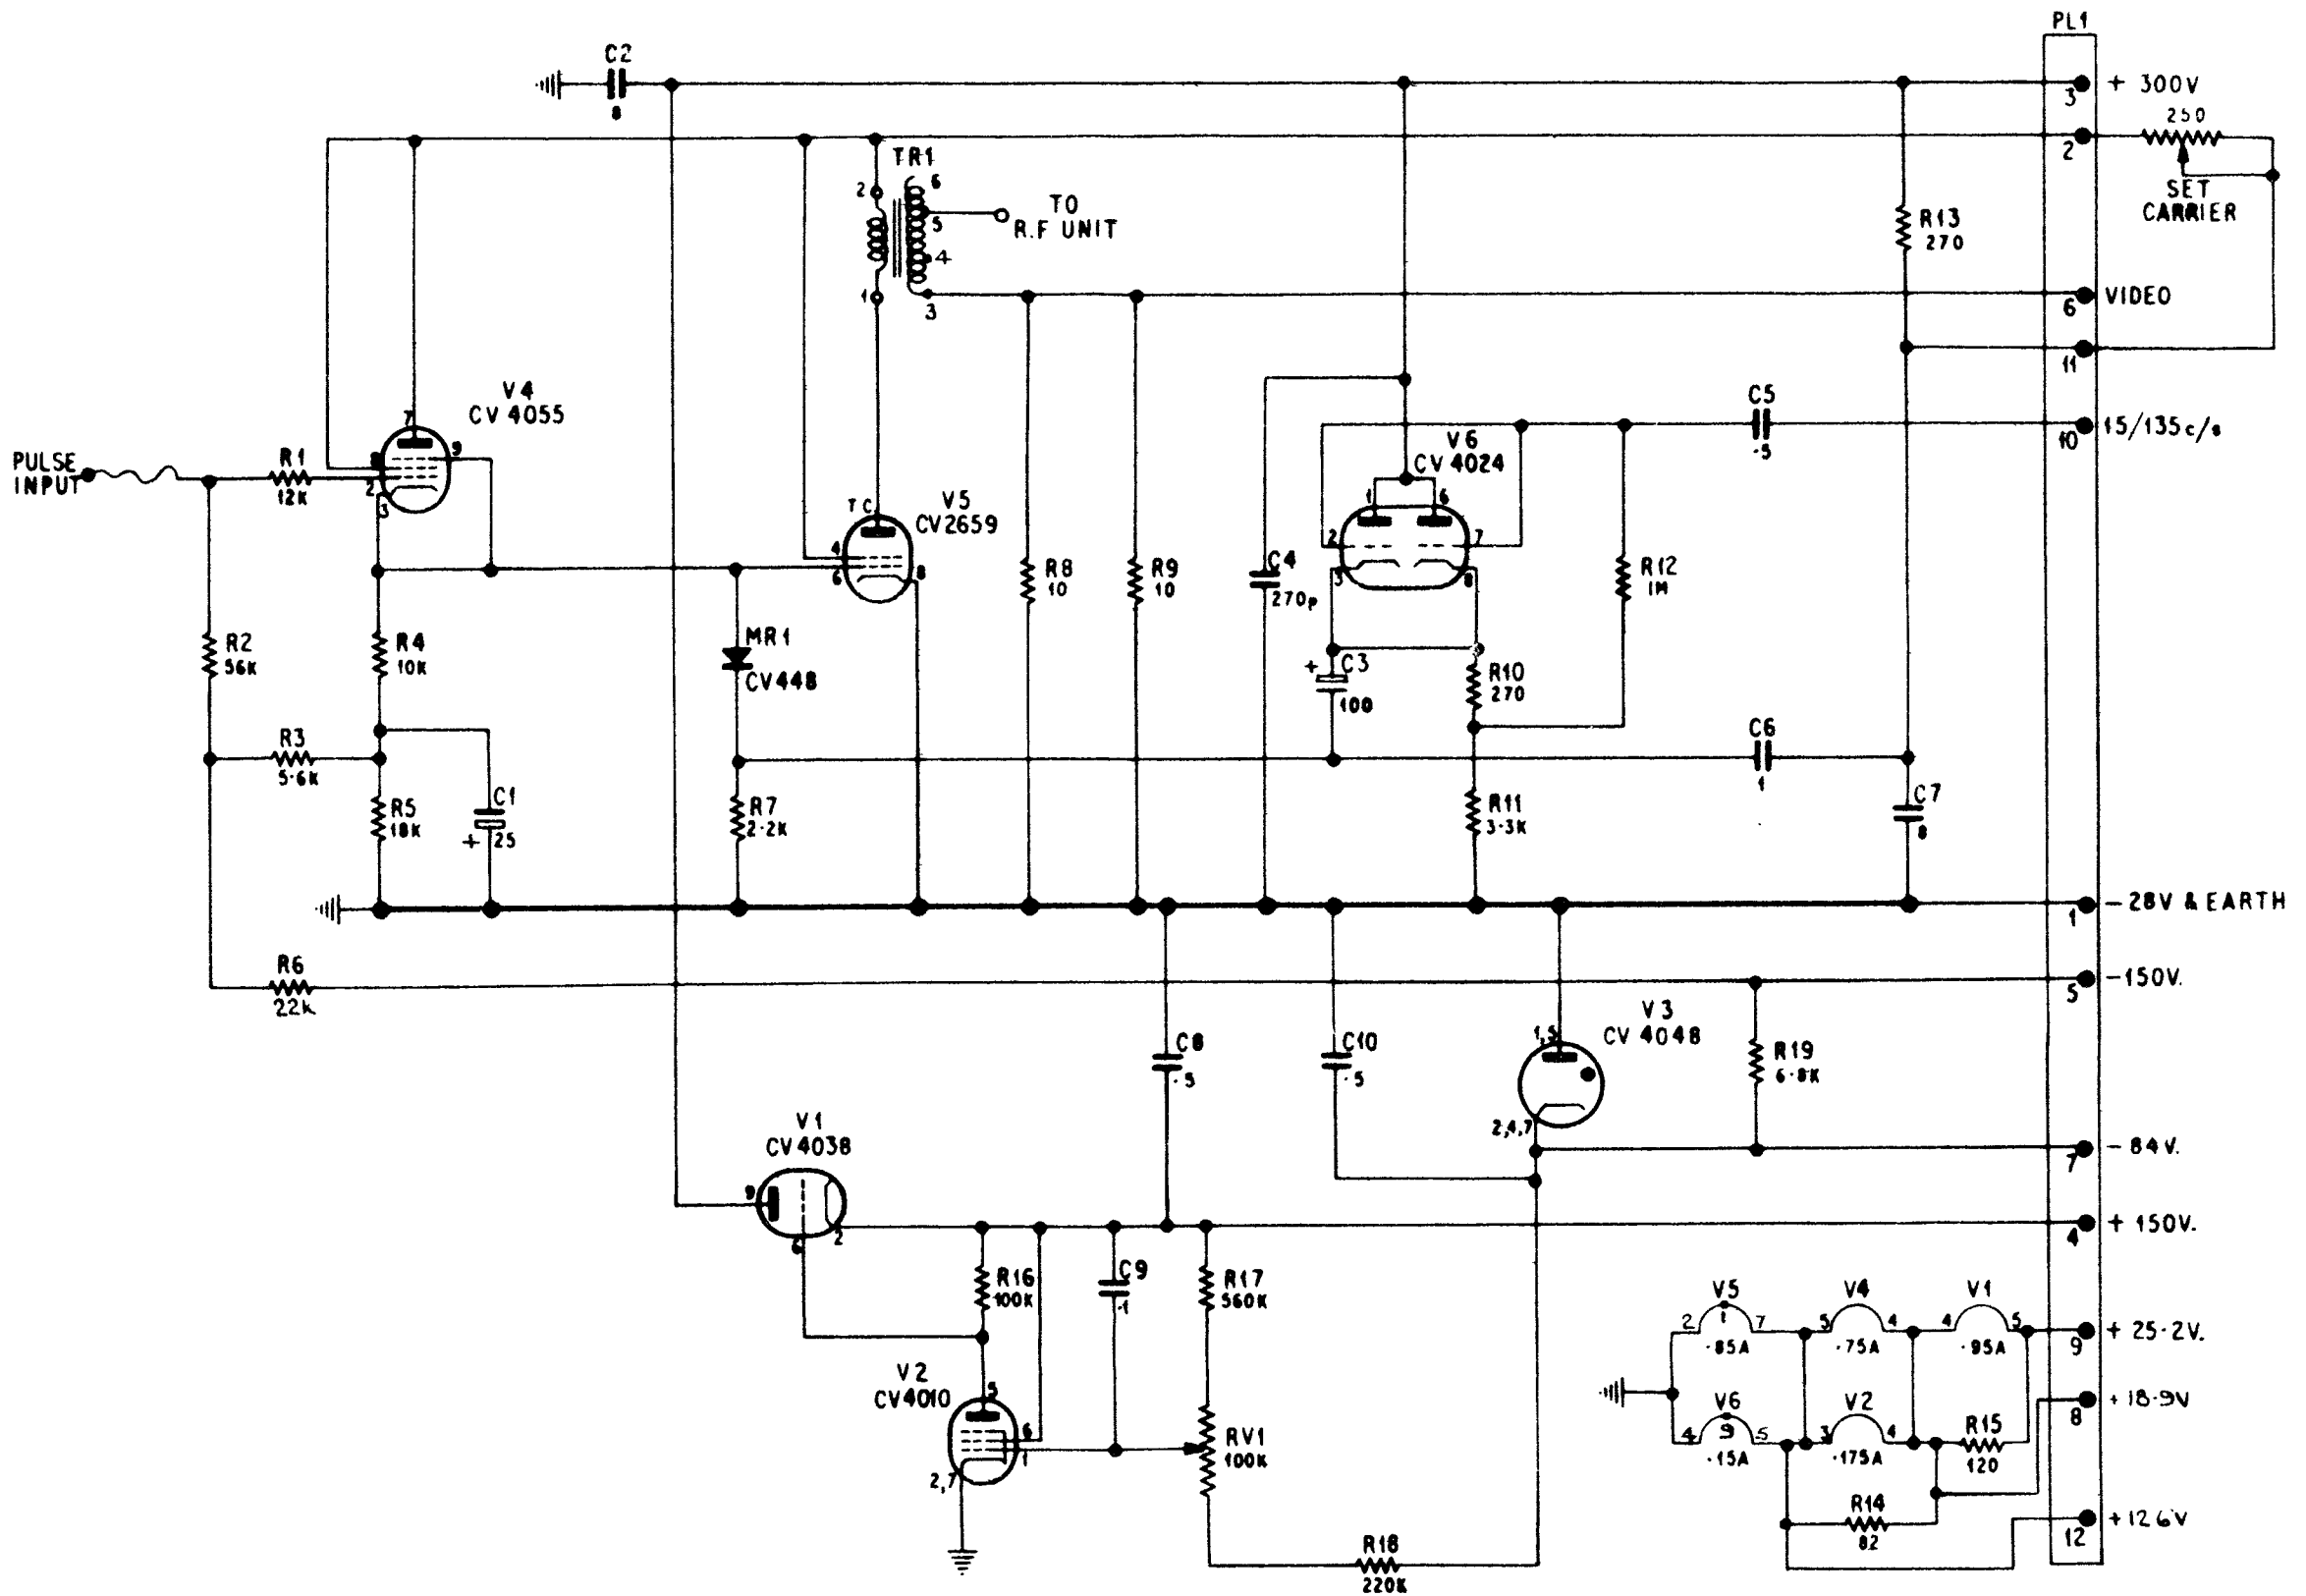 PL1
C2
8
3
+ 300V
250
2
SET
CARRIER
TR1
2
6
5
4
1
3
TO
R.F UNIT
R13
270
6
VIDEO
11
V4
CV 4055
7
8
9
2
3
PULSE
INPUT
R1
12K
C5
.5
10
15/135c/s
V6
CV 4024
1
6
2
7
3
8
T C
V5
CV2659
4
6
8
R8
10
R9
10
C4
270p
R12
1M
R2
56K
R4
10K
MR1
CV448
+
C3
100
R10
270
R3
5.6K
C6
1
R5
18K
C1
+
25
R7
2.2K
R11
3.3K
C7
8
1
-28V & EARTH
R6
22K
5
-150V.
V3
CV 4048
1,5
2,4,7
C8
.5
C10
.5
R19
6.8K
7
- 84V.
V1
CV4038
9
6
2
4
+ 150V.
R16
100K
C9
.1
R17
560K
V2
CV4010
5
6
1
2,7
RV1
100K
R18
220K
V5
2
1
7
.85A
V4
5
4
.75A
V1
4
5
.95A
9
+ 25.2V.
8
+18.9V
V6
4
9
5
.15A
V2
3
4
.175A
R15
120
R14
82
12
+12 6V